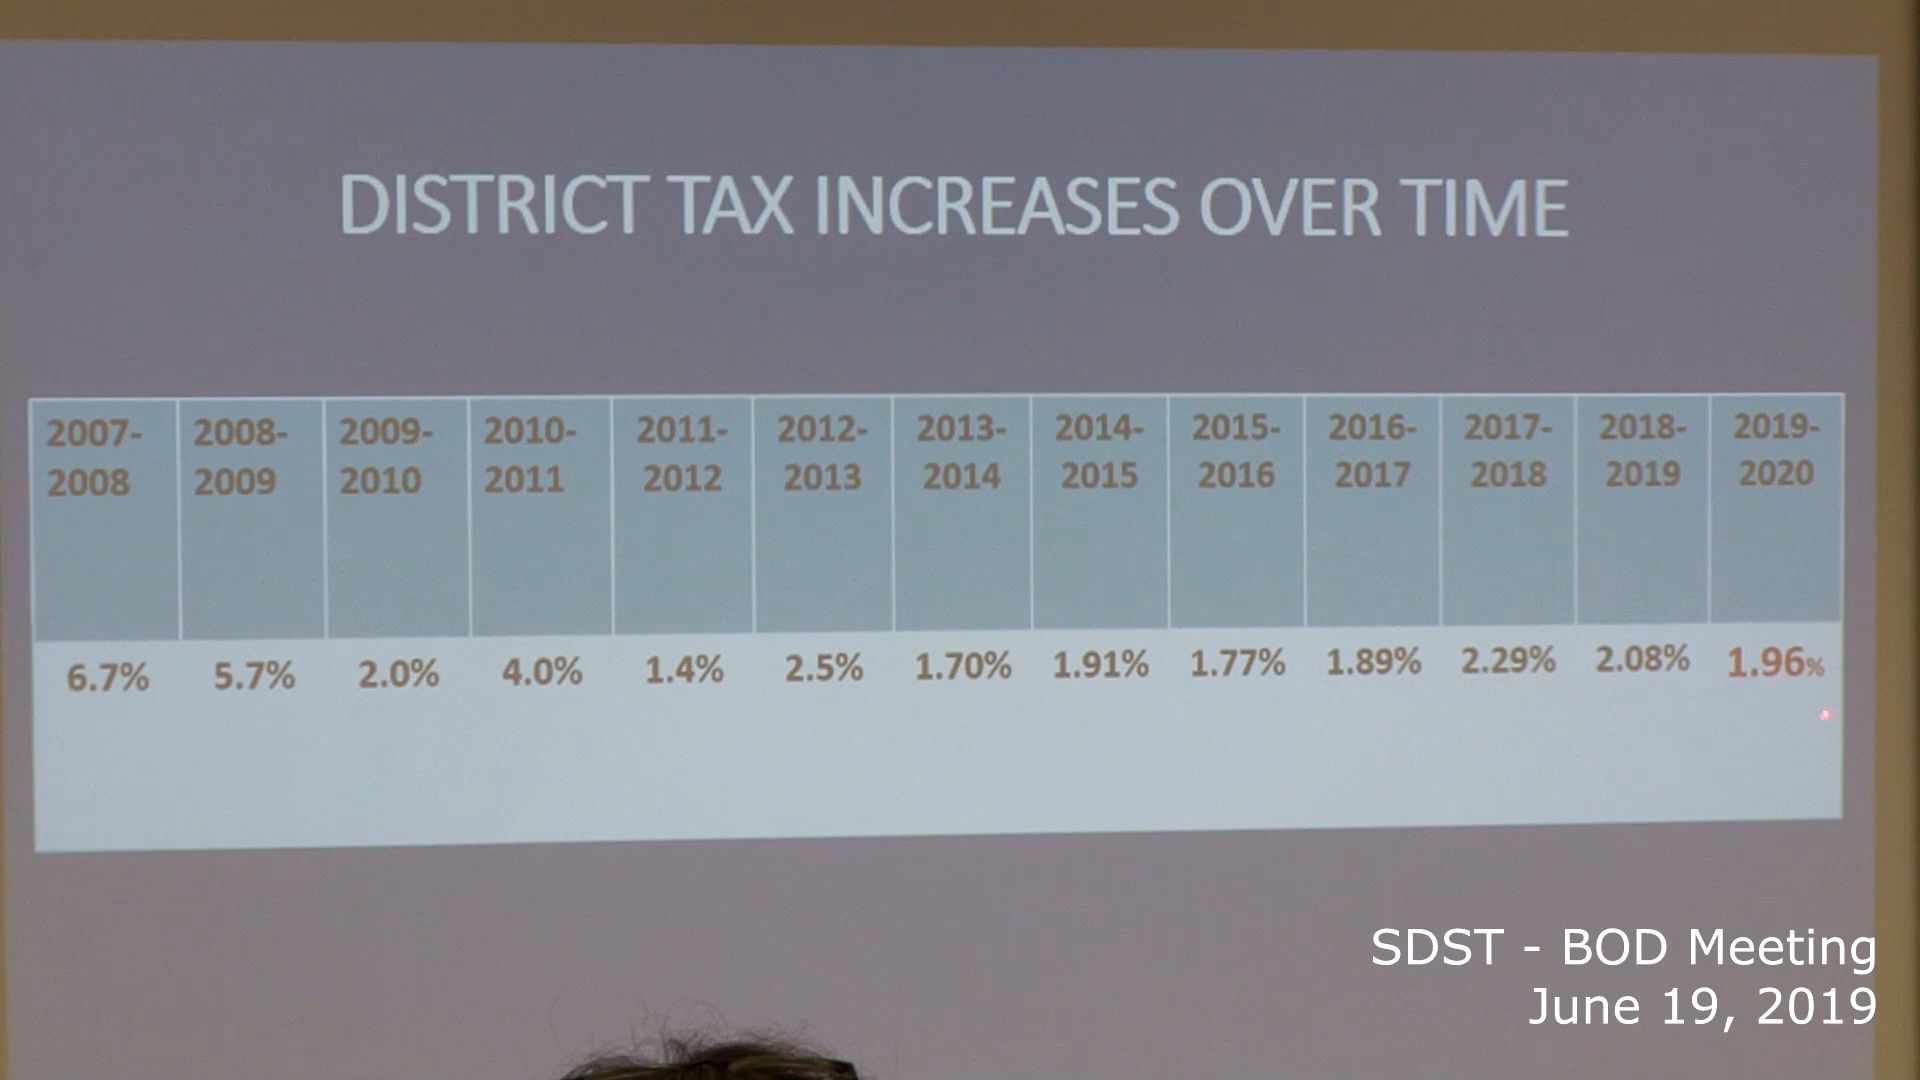 DISTRICT TAX INCREASES OVER TIME
2007- 2008- 2009- 2010- 2011- 2012- 2013- 2014- 2015- 2016- 2017- 2018- 2019-
2008 2009 2010 2011 2012 2013 2014 2015 2016 2017 2018 2019 2020
6.7% 5.7% 2.0% 4.0% 1.4% 2.5% 1.70% 1.91% 1.77% 1.89% 2.29% 2.08% 1.96%
SDST - BOD Meeting
June 19, 2019